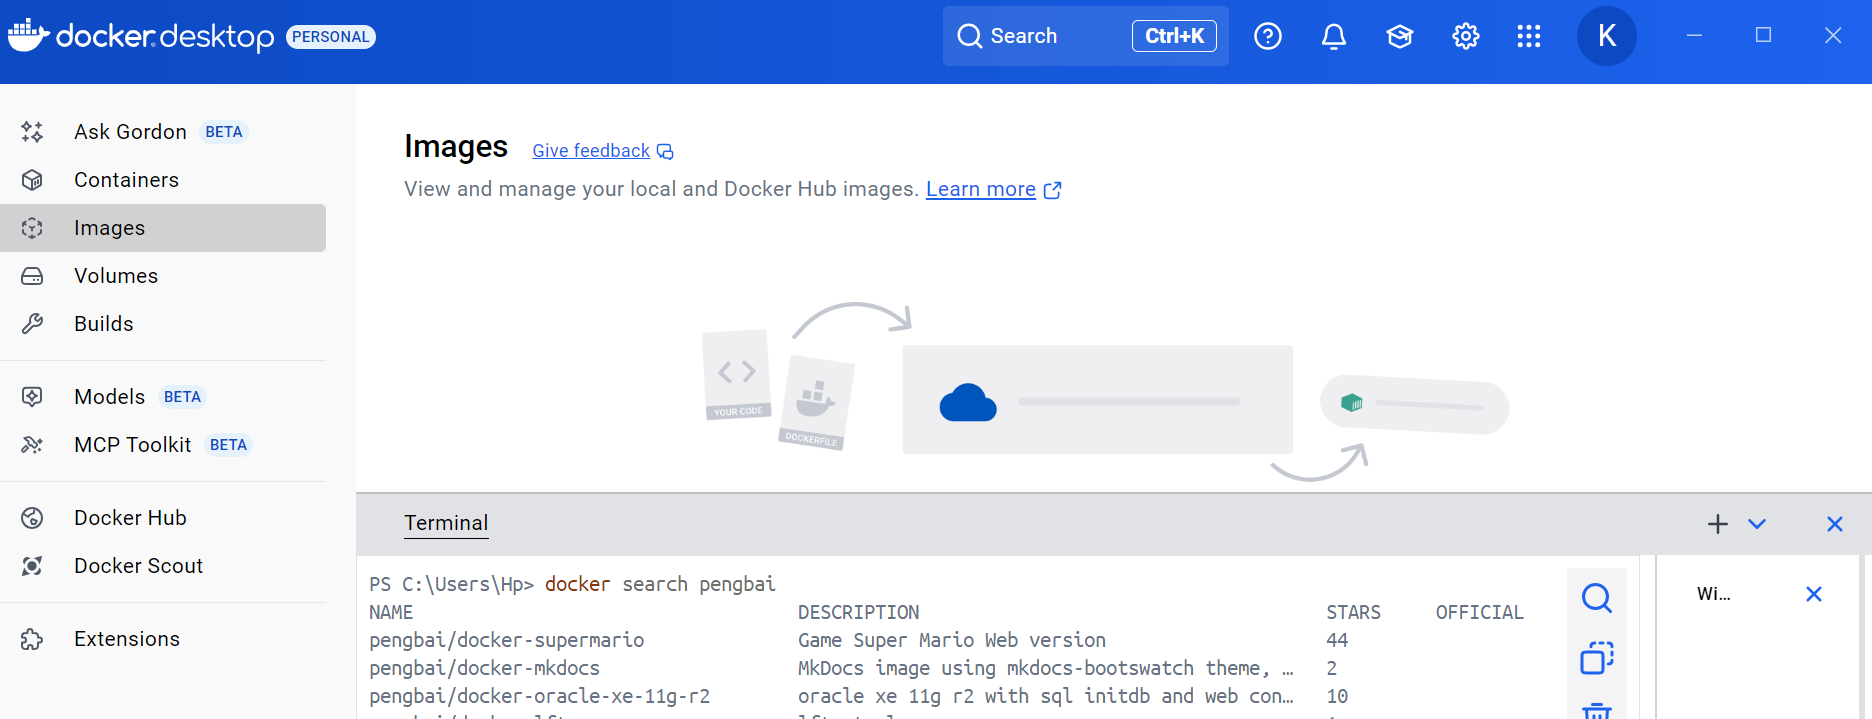 docker desktop PERSONAL
Search Ctrl+K
K
Ask Gordon BETA
Containers
Images
Volumes
Builds
Models BETA
MCP Toolkit BETA
Docker Hub
Docker Scout
Extensions
Images Give feedback
View and manage your local and Docker Hub images. Learn more
YOUR CODE
DOCKERFILE
Terminal
PS C:\Users\Hp> docker search pengbai
NAME DESCRIPTION STARS OFFICIAL
pengbai/docker-supermario Game Super Mario Web version 44
pengbai/docker-mkdocs MkDocs image using mkdocs-bootswatch theme, … 2
pengbai/docker-oracle-xe-11g-r2 oracle xe 11g r2 with sql initdb and web con… 10
Wi...